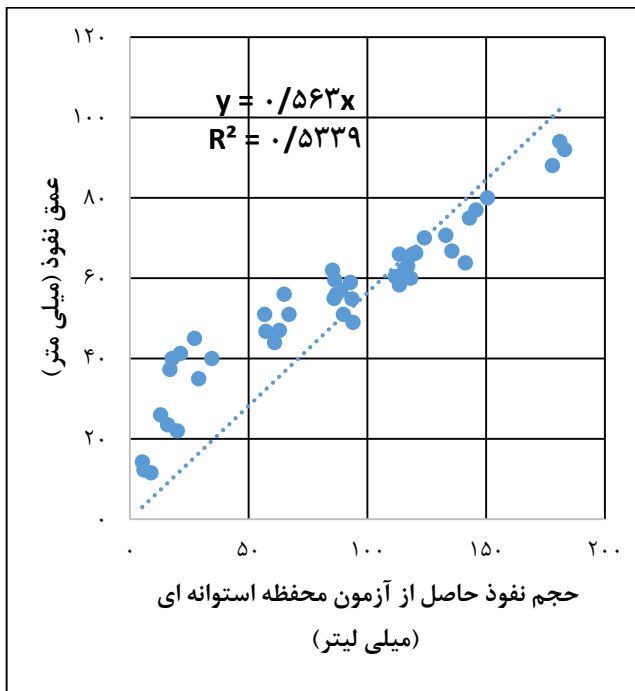 ۱۲۰
۱۰۰
۸۰
۶۰
۴۰
۲۰
۰
y = ۰/۵۶۳x
R² = ۰/۵۳۳۹
عمق نفوذ (میلی متر)
۰ ۵۰ ۱۰۰ ۱۵۰ ۲۰۰
حجم نفوذ حاصل از آزمون محفظه استوانه ای
(میلی لیتر)